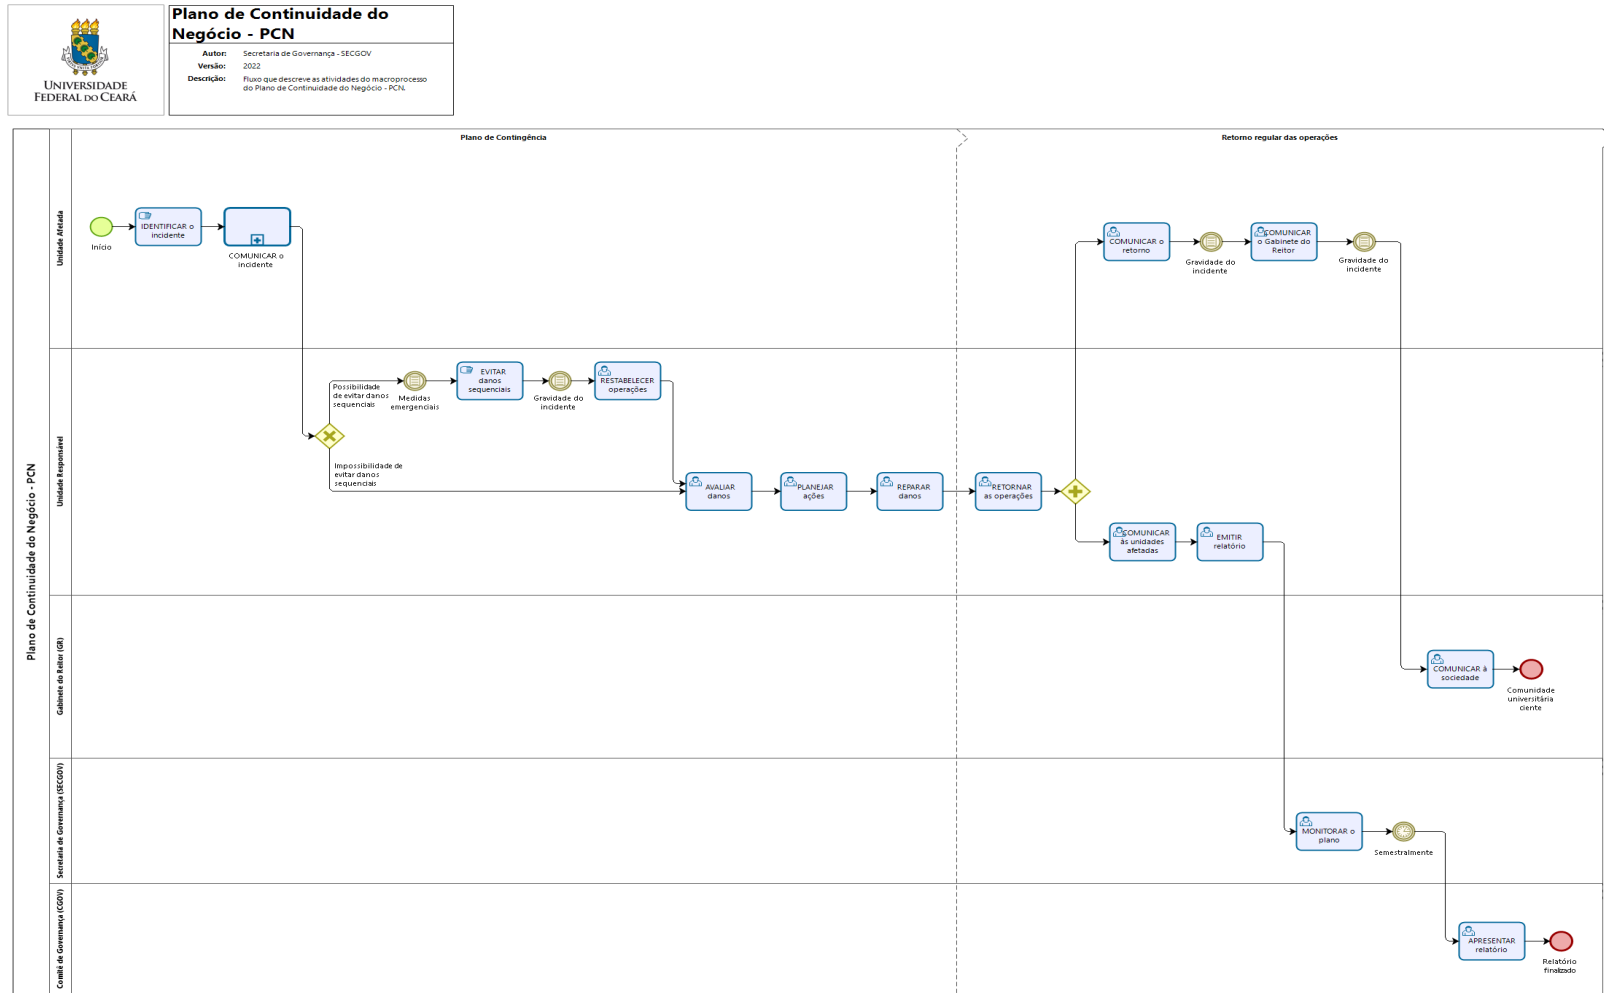 Plano de Continuidade do
Negócio - PCN
Autor: Secretaria de Governança - SECGOV
Versão: 2022
Descrição: Fluxo que descreve as atividades do macroprocesso
do Plano de Continuidade do Negócio - PCN.
UNIVERSIDADE
FEDERAL DO CEARÁ
Plano de Contingência
Retorno regular das operações
Plano de Continuidade do Negócio - PCN
Unidade Afetada
Início
IDENTIFICAR o
incidente
COMUNICAR o
incidente
COMUNICAR o
retorno
Gravidade do
incidente
COMUNICAR
o Gabinete do
Reitor
Gravidade do
incidente
Unidade Responsável
Possibilidade
de evitar danos
sequenciais
Medidas
emergenciais
EVITAR
danos
sequenciais
Gravidade do
incidente
RESTABELECER
operações
Impossibilidade de
evitar danos
sequenciais
AVALIAR
danos
PLANEJAR
ações
REPARAR
danos
RETORNAR
as operações
COMUNICAR
às unidades
afetadas
EMITIR
relatório
Gabinete do Reitor (GR)
COMUNICAR à
sociedade
Comunidade
universitária
ciente
Secretaria de Governança (SECGOV)
MONITORAR o
plano
Semestralmente
Comitê de Governança (CGOV)
APRESENTAR
relatório
Relatório
finalizado